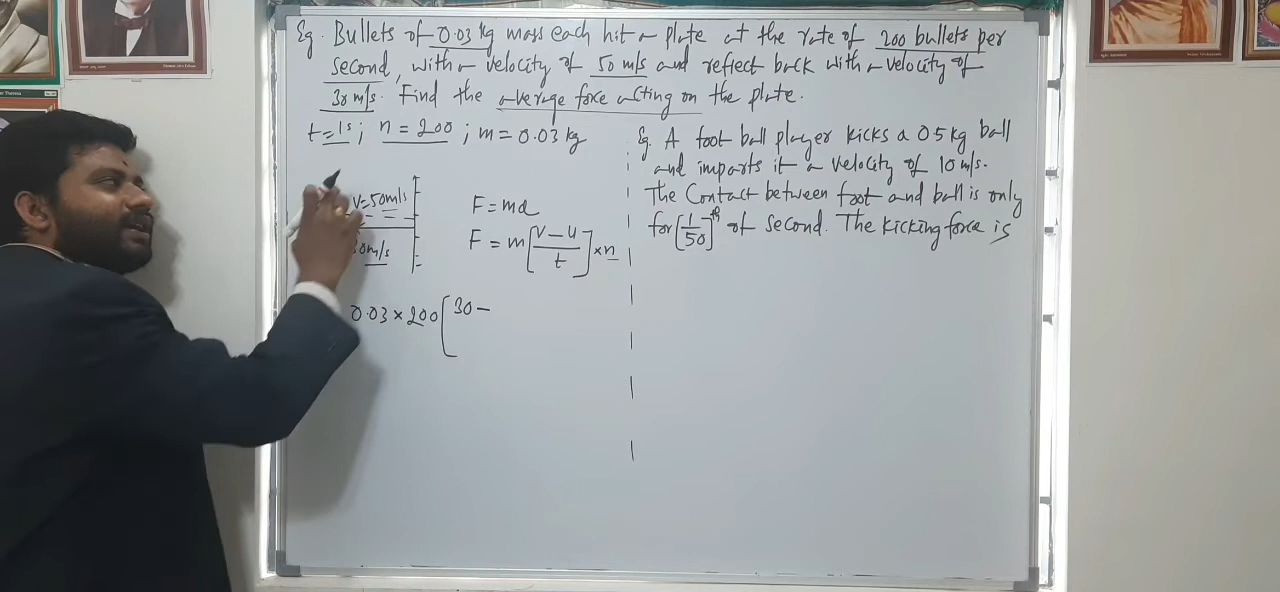 Eg. Bullets of 0.03 kg mass each hit a plate at the rate of 200 bullets per
second, with a velocity of 50 m/s and reflect back with a velocity of
30 m/s. Find the average force acting on the plate.
t=1s; n = 200; m = 0.03 kg
V=50m/s
0m/s
F = ma
F = m[V-u/t]×n
0.03 × 200[30 -
Eg. A foot ball player kicks a 0.5 kg ball
and imparts it a velocity of 10 m/s.
The Contact between foot and ball is only
for [1/50]th of second. The kicking force is